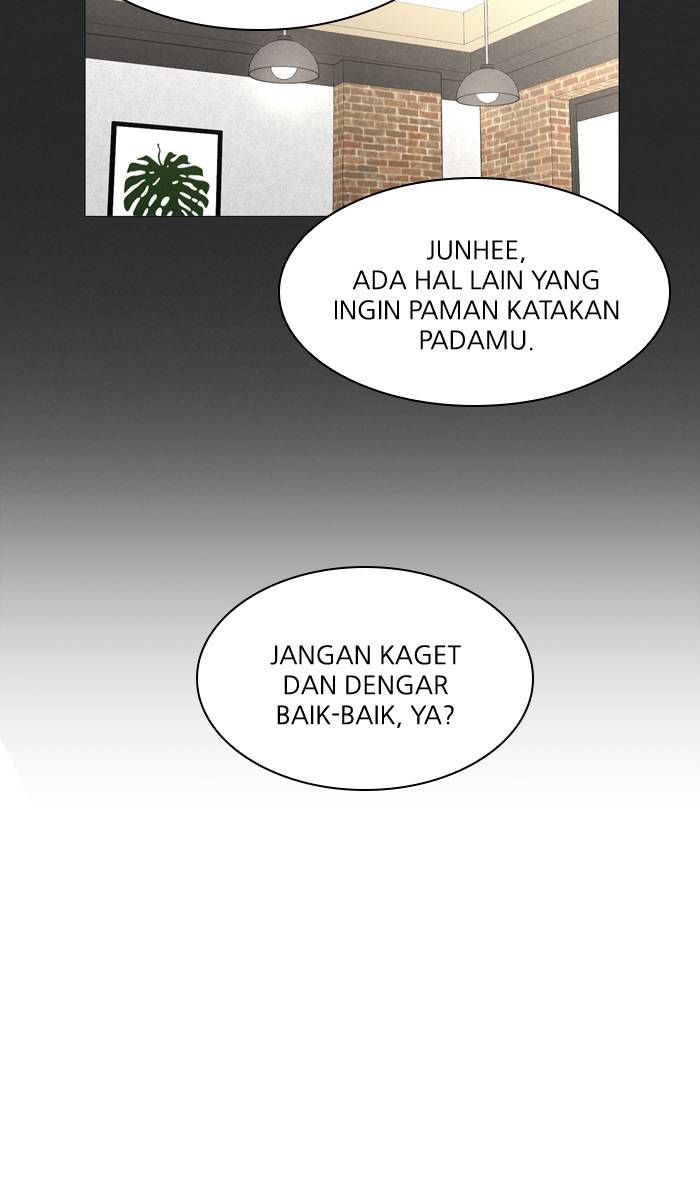 JUNHEE,
ADA HAL LAIN YANG
INGIN PAMAN KATAKAN
PADAMU.
JANGAN KAGET
DAN DENGAR
BAIK-BAIK, YA?